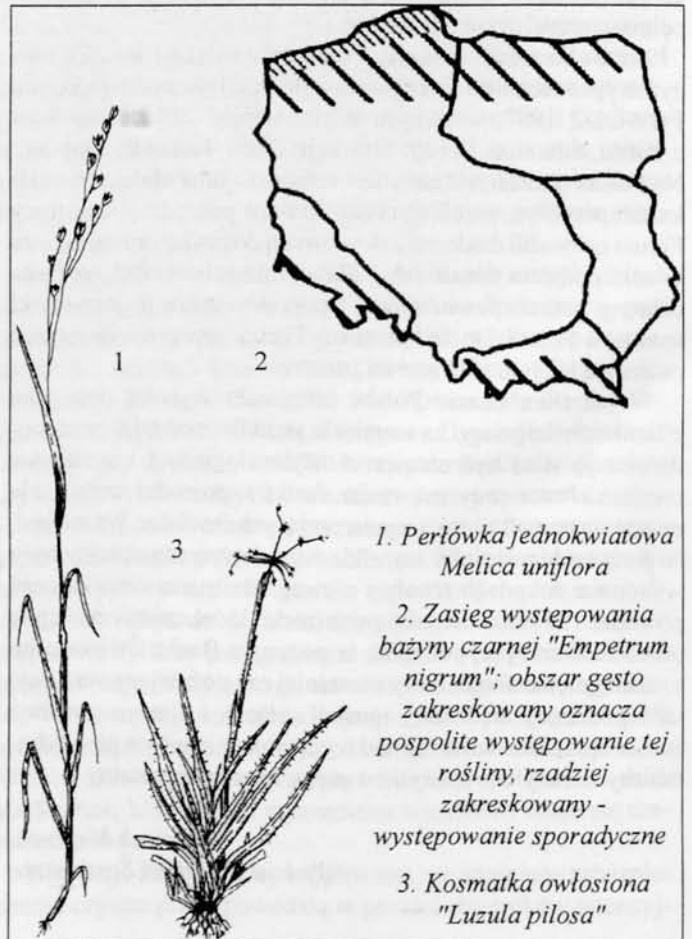 1
2
3
1. Perłówka jednokwiatowa
Melica uniflora
2. Zasięg występowania
bażyny czarnej "Empetrum
nigrum"; obszar gęsto
zakreskowany oznacza
pospolite występowanie tej
rośliny, rzadziej
zakreskowany -
występowanie sporadyczne
3. Kosmatka owłosiona
"Luzula pilosa"